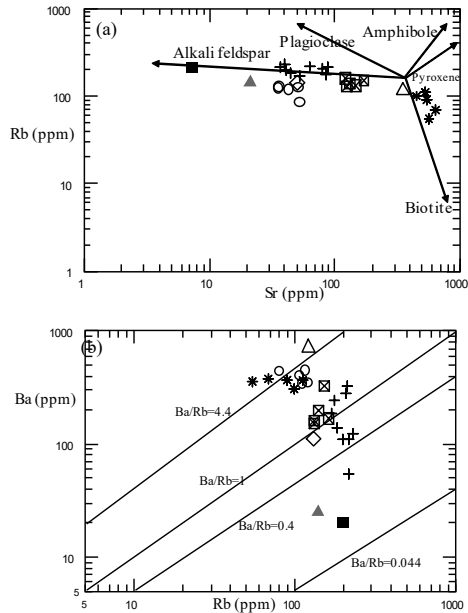 1000
(a)
Amphibole
Plagioclase
Alkali feldspar
Pyroxene
100
Rb (ppm)
10
Biotite
1
1 10 100 1000
Sr (ppm)
1000
(b)
Ba (ppm)
Ba/Rb=4.4
100
Ba/Rb=1
Ba/Rb=0.4
10
Ba/Rb=0.044
5
5 10 100 1000
Rb (ppm)